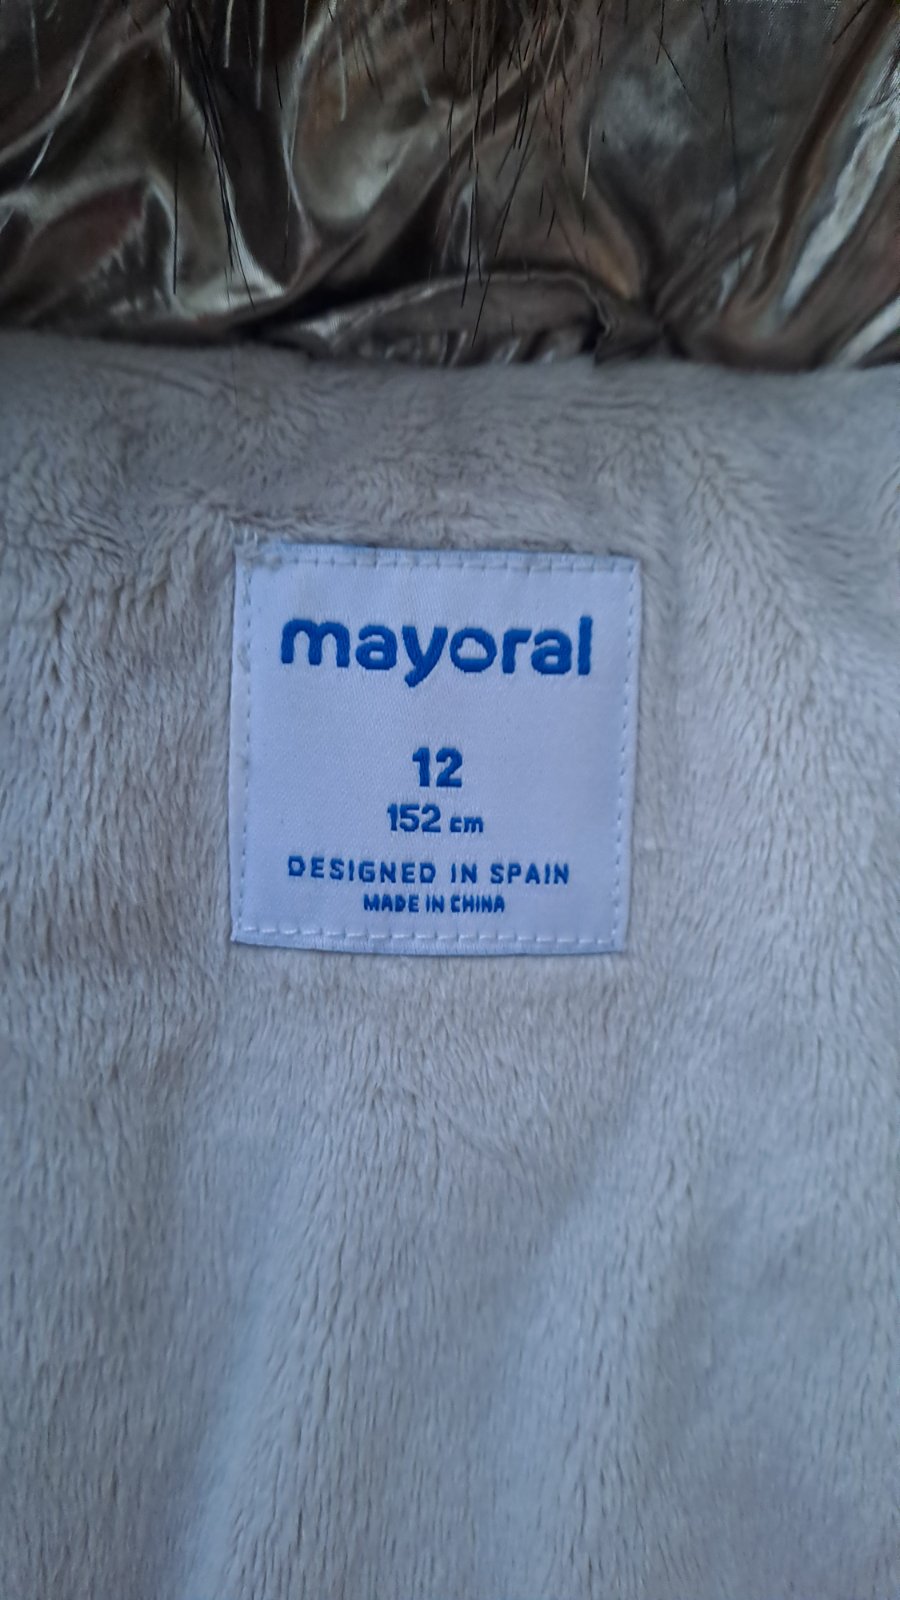 mayoral
12
152 cm
DESIGNED IN SPAIN
MADE IN CHINA